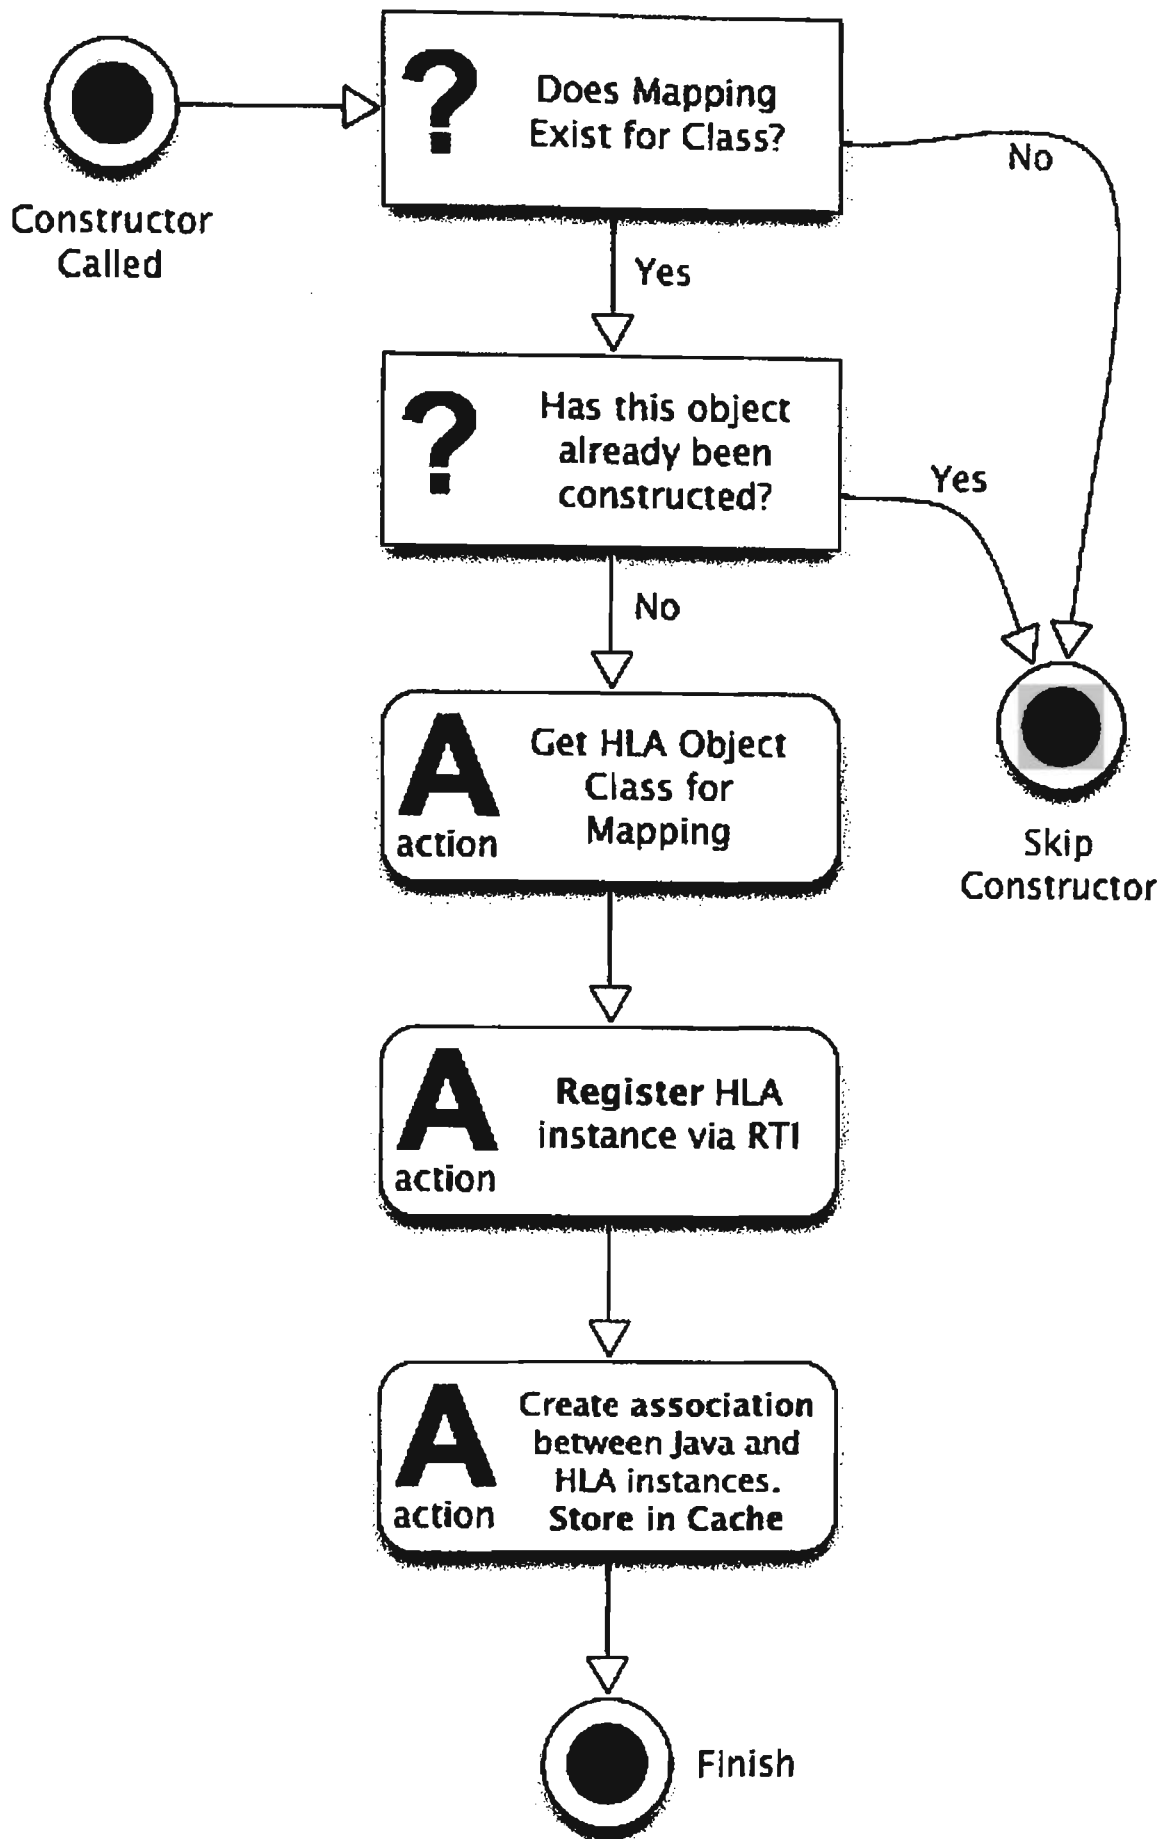 ?
Does Mapping
Exist for Class?
Constructor
Called
No
Yes
?
Has this object
already been
constructed?
Yes
No
A
action
Get HLA Object
Class for
Mapping
Skip
Constructor
A
action
Register HLA
instance via RTI
A
action
Create association
between Java and
HLA instances.
Store in Cache
Finish